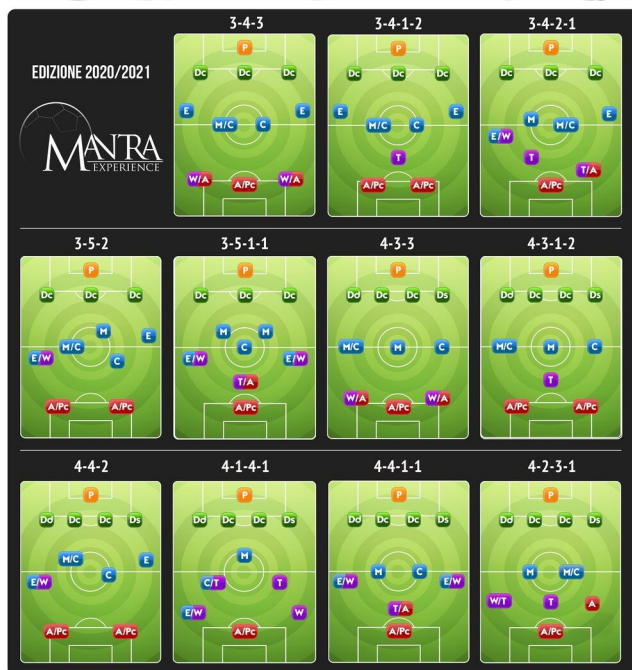 3-4-3
3-4-1-2
3-4-2-1
EDIZIONE 2020/2021
MANTRA
EXPERIENCE
P
Dc Dc Dc
E E
M/C C
W/A A/Pc W/A
P
Dc Dc Dc
E E
M/C C
T
A/Pc A/Pc
P
Dc Dc Dc
E
M M/C
E/W
T
T/A
A/Pc
3-5-2
3-5-1-1
4-3-3
4-3-1-2
P
Dc Dc Dc
M E
M/C
E/W C
A/Pc A/Pc
P
Dc Dc Dc
M M
C
E/W E/W
T/A
A/Pc
P
Dd Dc Dc Ds
M/C M C
W/A A/Pc W/A
P
Dd Dc Dc Ds
M/C M C
T
A/Pc A/Pc
4-4-2
4-1-4-1
4-4-1-1
4-2-3-1
P
Dd Dc Dc Ds
M/C E
C
E/W
A/Pc A/Pc
P
Dd Dc Dc Ds
M
C/T T
E/W W
A/Pc
P
Dd Dc Dc Ds
M C
E/W E/W
T/A
A/Pc
P
Dd Dc Dc Ds
M M/C
W/T T A
A/Pc